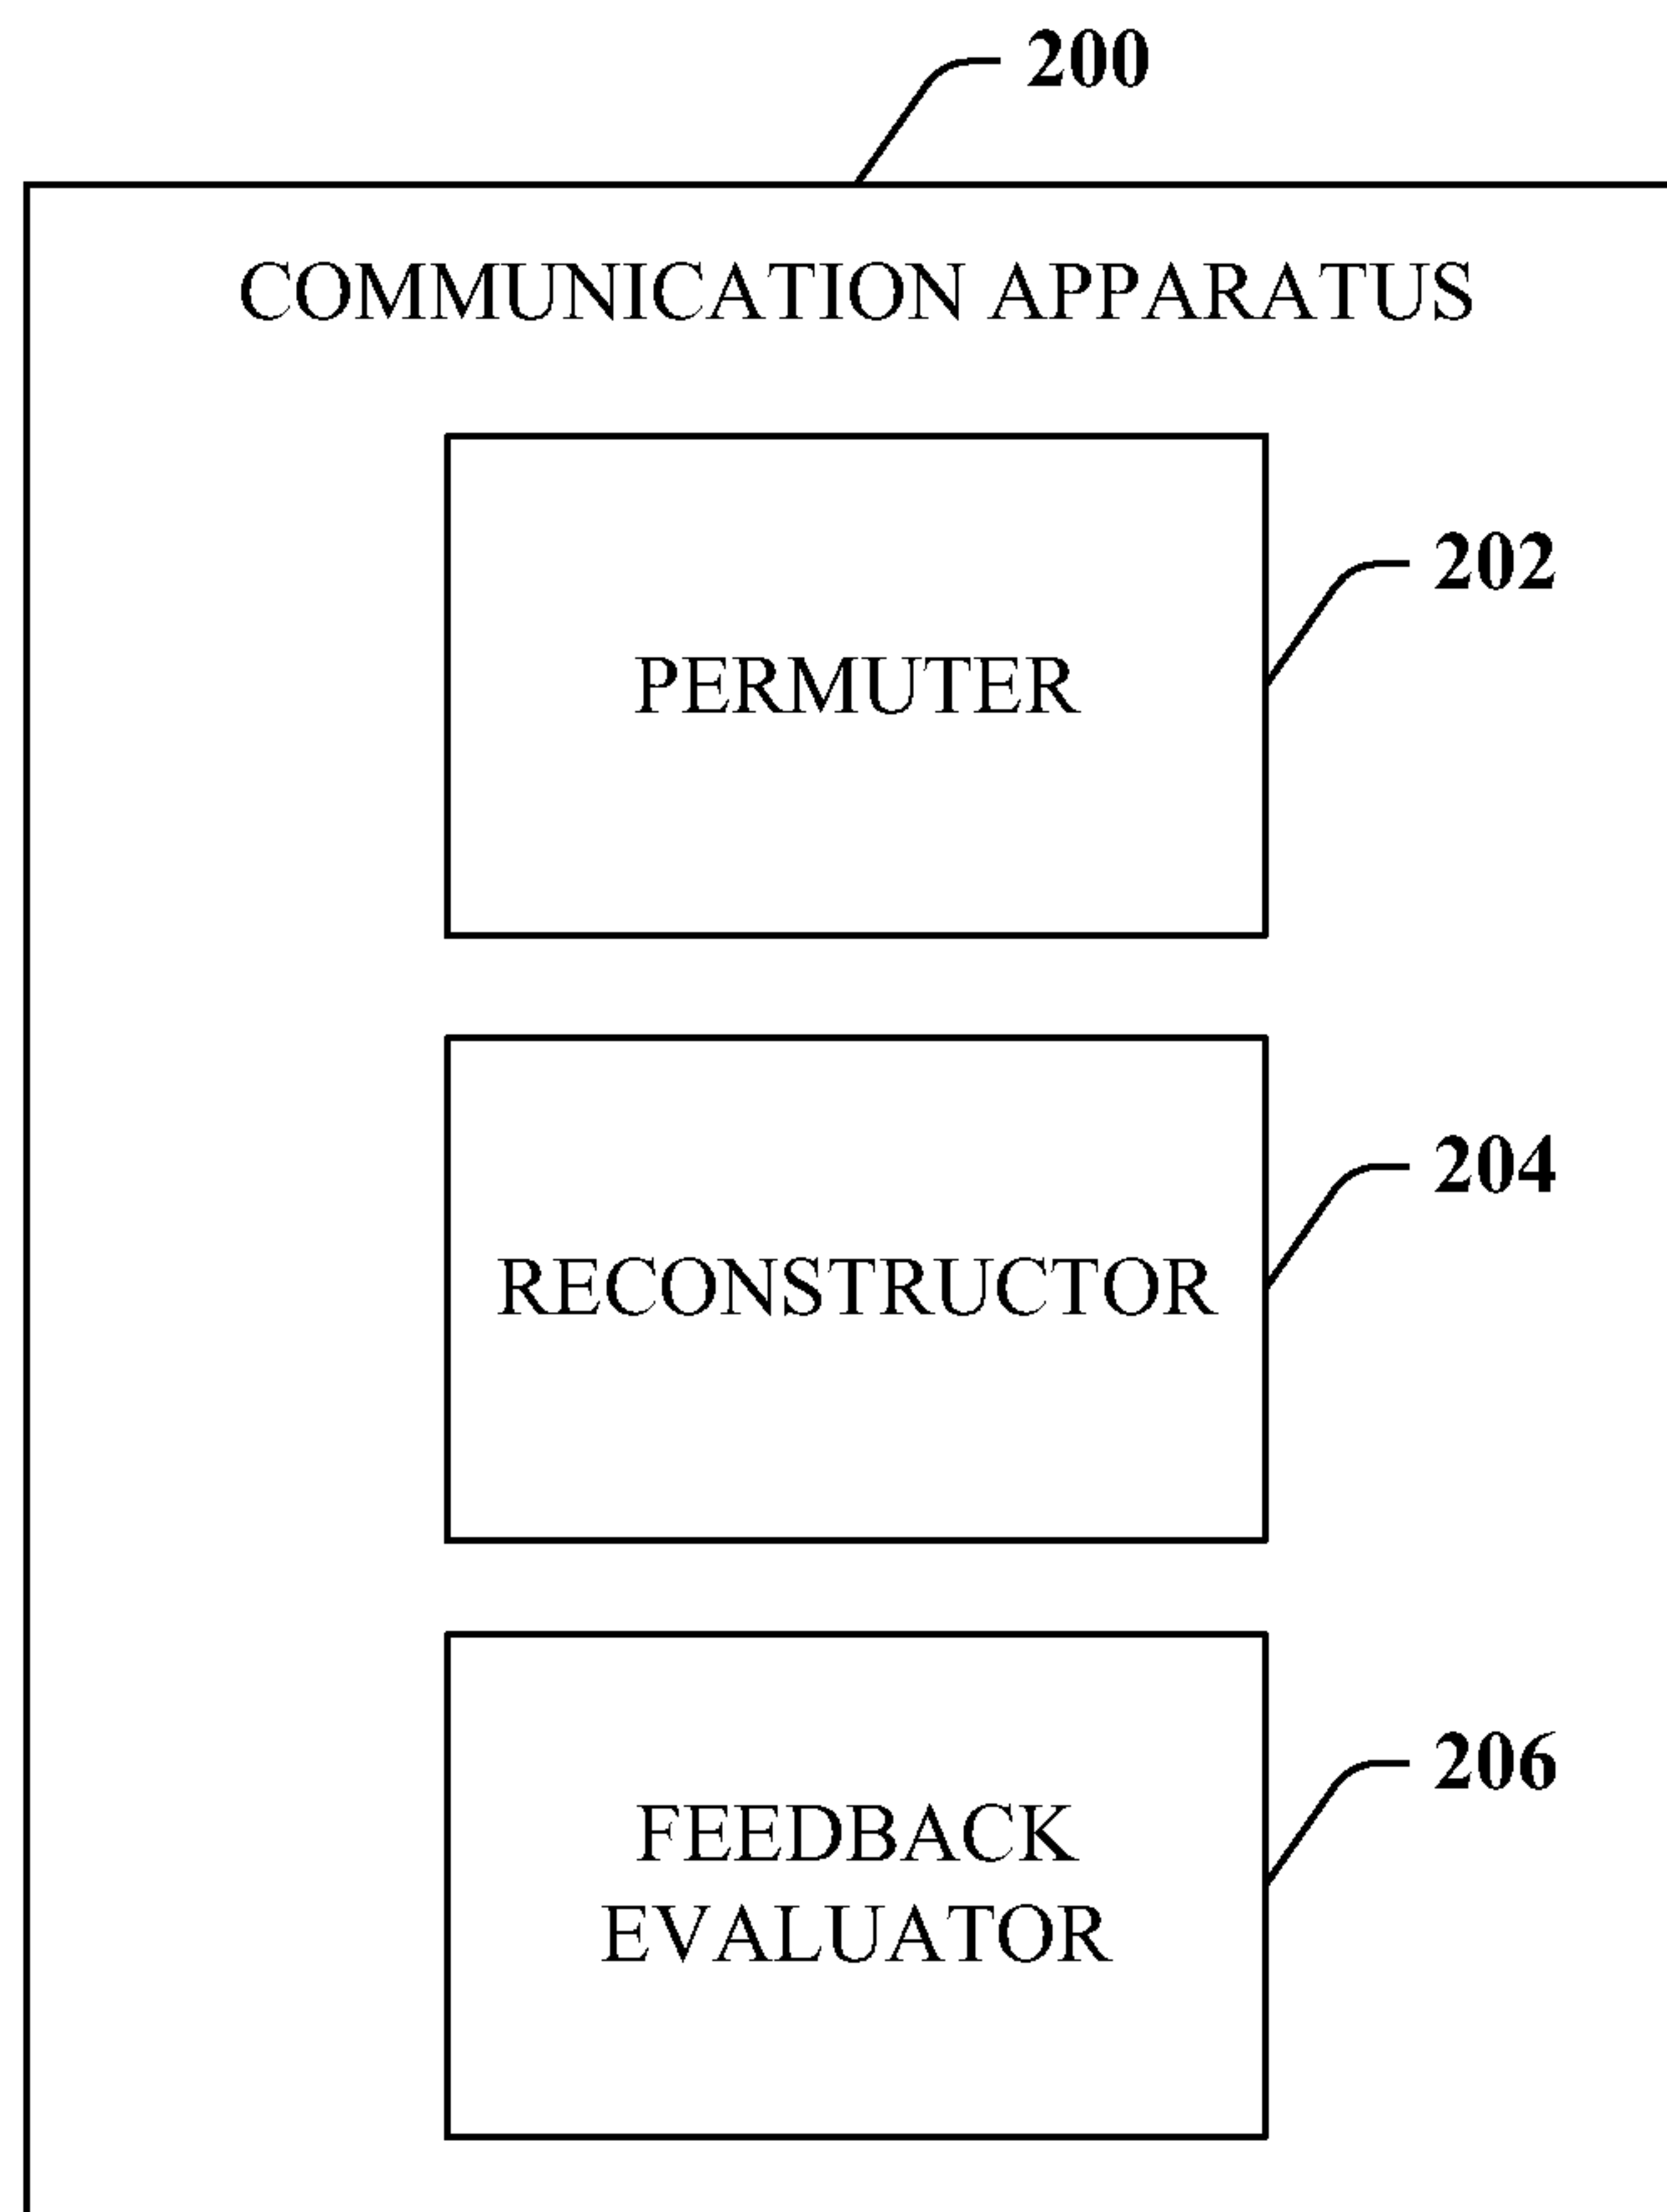 200
COMMUNICATION APPARATUS
202
PERMUTER
204
RECONSTRUCTOR
206
FEEDBACK
EVALUATOR